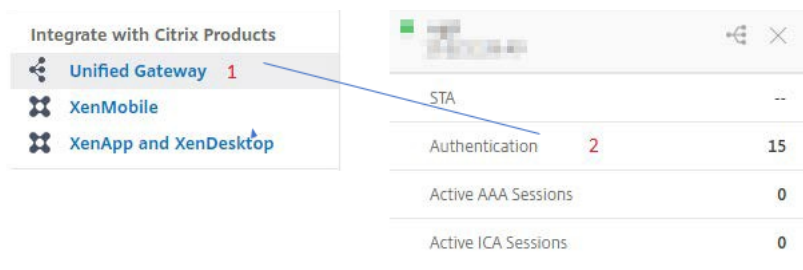 Integrate with Citrix Products
Unified Gateway 1
XenMobile
XenApp and XenDesktop
STA --
Authentication 2 15
Active AAA Sessions 0
Active ICA Sessions 0